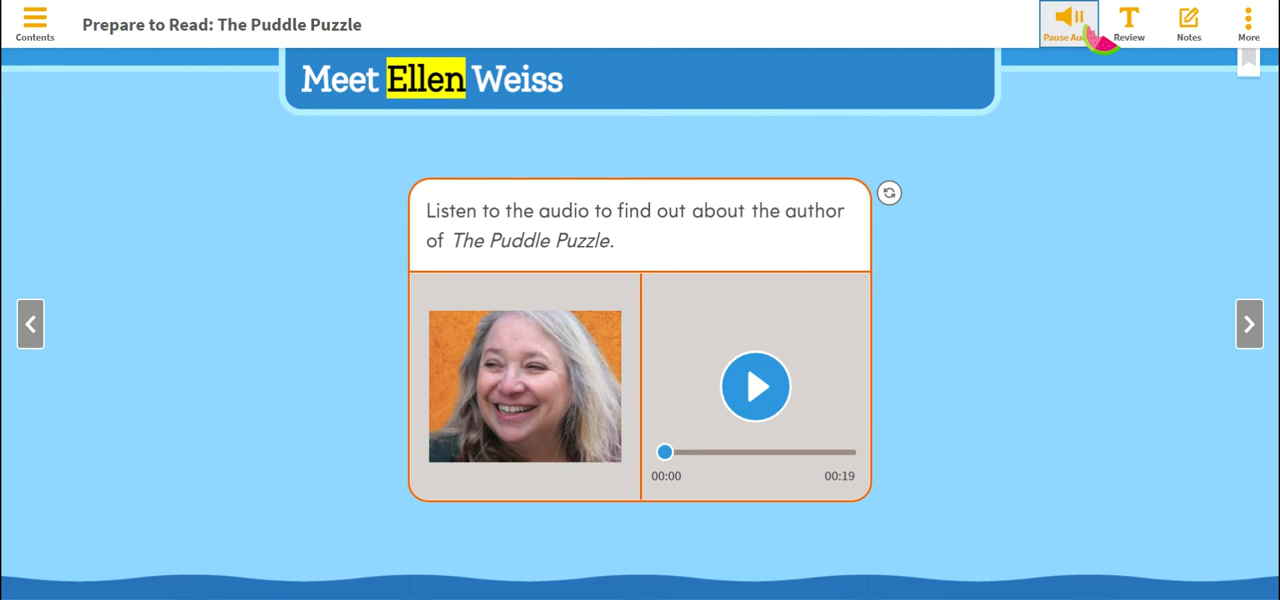 Contents
Prepare to Read: The Puddle Puzzle
Review
Notes
More
Meet Ellen Weiss
Listen to the audio to find out about the author
of The Puddle Puzzle.
00:00
00:19